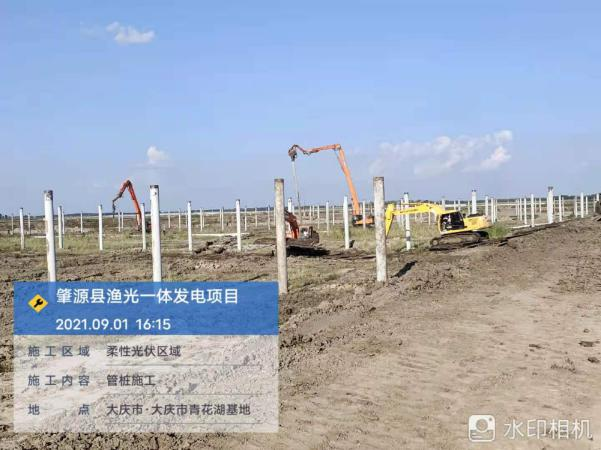 肇源县渔光一体发电项目
2021.09.01 16:15
施工区域 柔性光伏区域
施工内容 管桩施工
地 点 大庆市·大庆市青花湖基地
水印相机